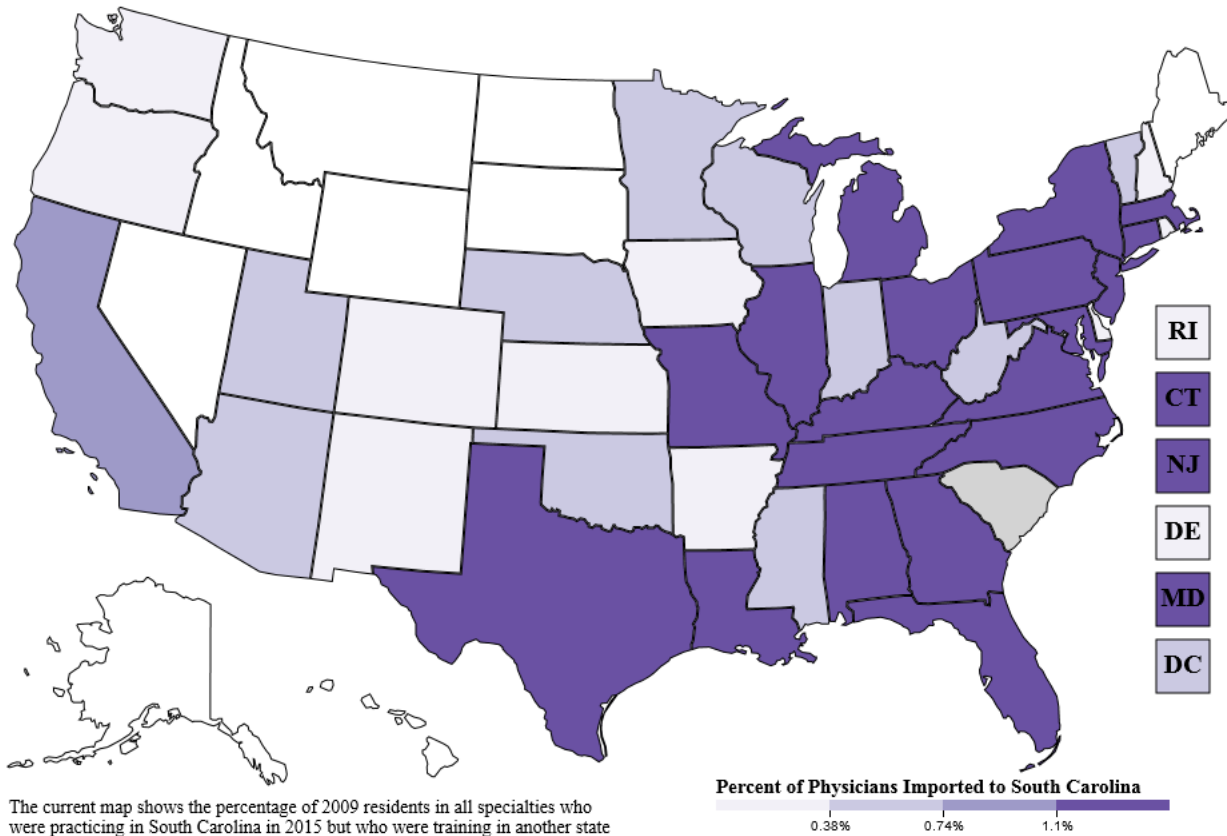 RI
CT
NJ
DE
MD
DC
Percent of Physicians Imported to South Carolina
0.38% 0.74% 1.1%
The current map shows the percentage of 2009 residents in all specialties who
were practicing in South Carolina in 2015 but who were training in another state